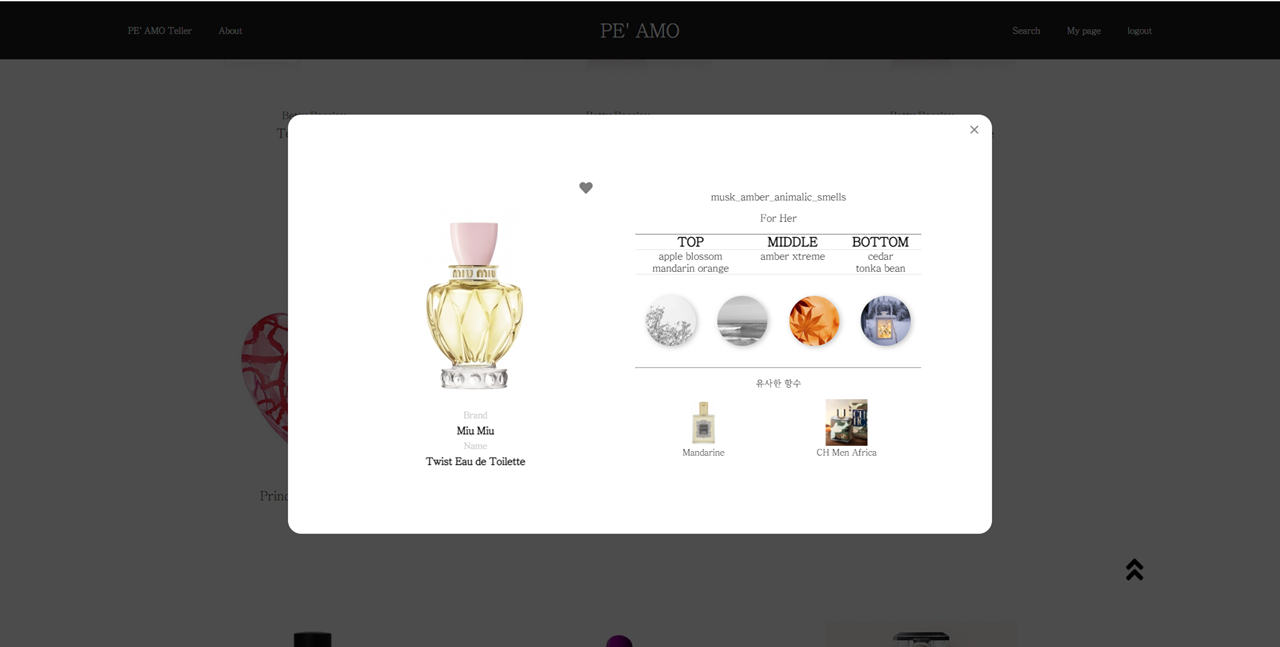 PE' AMO Teller
About
PE' AMO
Search
My page
logout
musk_amber_animalic_smells
For Her
TOP MIDDLE BOTTOM
apple blossom amber xtreme cedar
mandarin orange tonka bean
miu miu
유사한 향수
Mandarine CH Men Africa
Brand
Miu Miu
Name
Twist Eau de Toilette
Princ